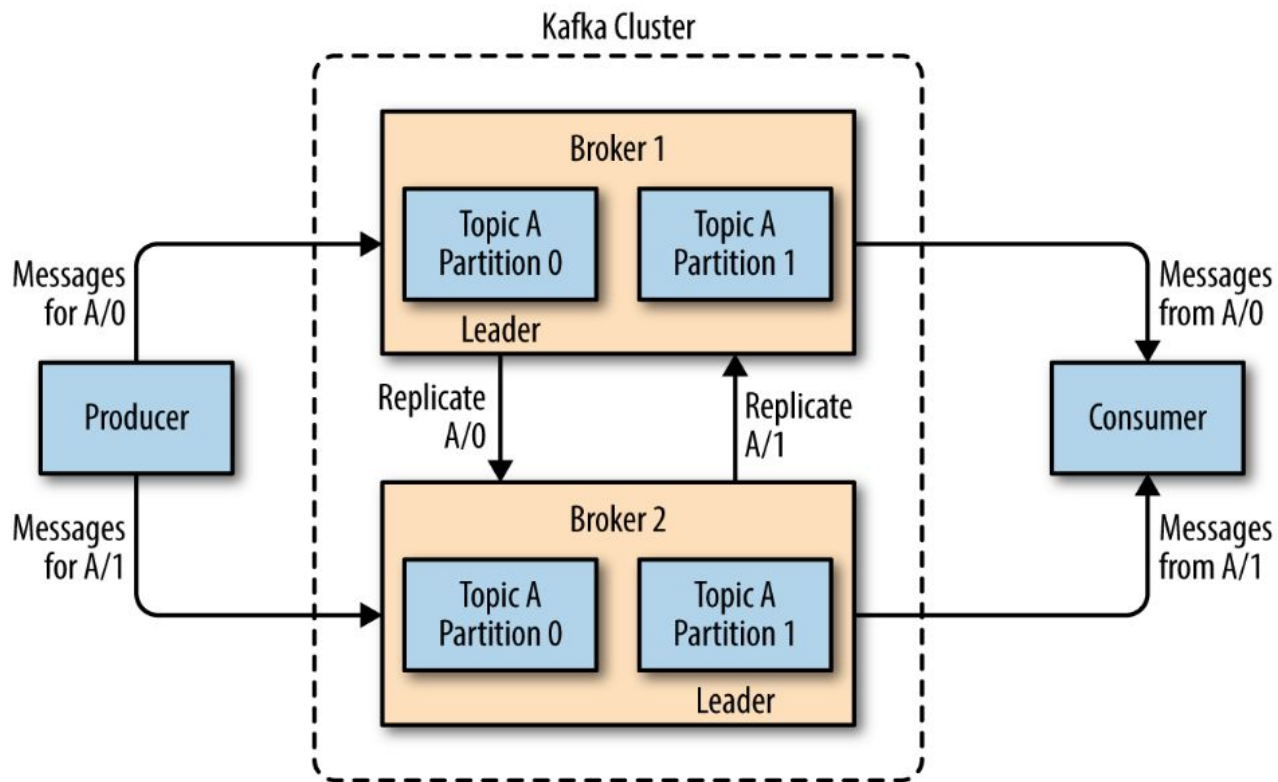 Kafka Cluster
Broker 1
Topic A
Partition 0
Topic A
Partition 1
Leader
Messages
for A/0
Messages
from A/0
Producer
Replicate
A/0
Replicate
A/1
Consumer
Messages
for A/1
Broker 2
Topic A
Partition 0
Topic A
Partition 1
Leader
Messages
from A/1